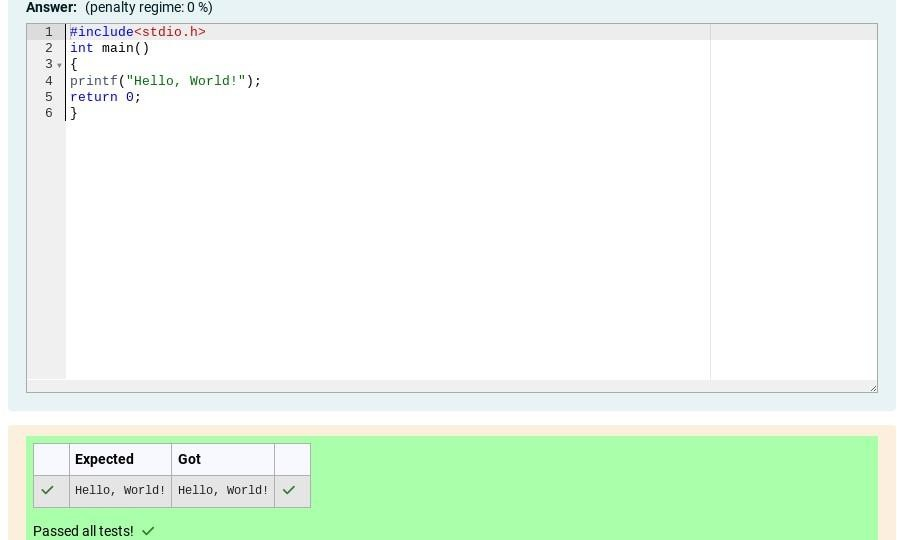 Answer: (penalty regime: 0 %)
1 #include<stdio.h>
2 int main()
3 {
4 printf("Hello, World!");
5 return 0;
6 }
Expected Got
Hello, World! Hello, World!
Passed all tests!